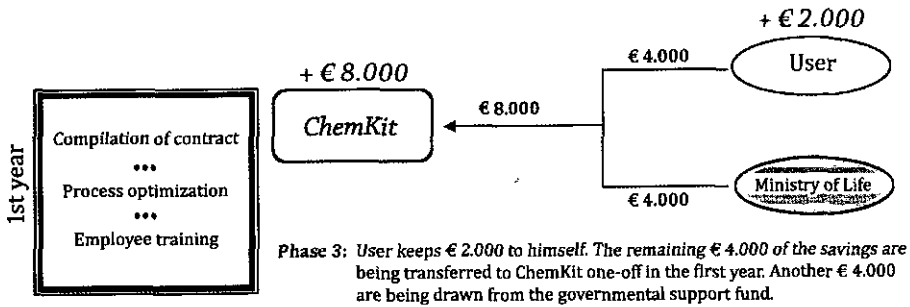 + € 2.000
€ 4.000
User
+ € 8.000
€ 8.000
ChemKit
1st year
Compilation of contract
•••
Process optimization
•••
Employee training
€ 4.000
Ministry of Life
Phase 3: User keeps € 2.000 to himself. The remaining € 4.000 of the savings are
being transferred to ChemKit one-off in the first year. Another € 4.000
are being drawn from the governmental support fund.